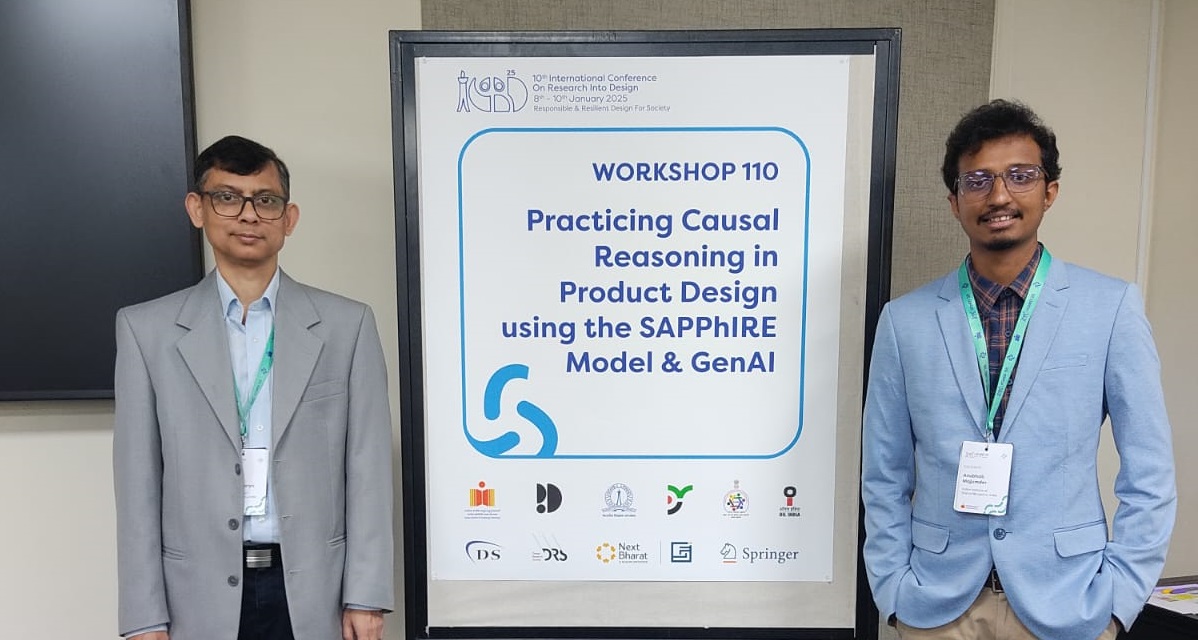 25
10th International Conference
On Research Into Design
8th - 10th January 2025
Responsible & Resilient Design For Society
WORKSHOP 110
Practicing Causal
Reasoning in
Product Design
using the SAPPhIRE
Model & GenAI
DS
DRS
Next
Bharat
Springer